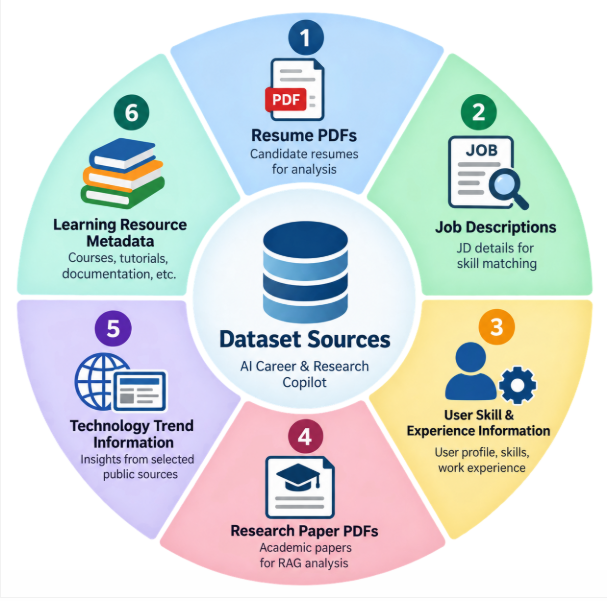 1
PDF
Resume PDFs
Candidate resumes
for analysis
2
JOB
Job Descriptions
JD details for
skill matching
3
User Skill &
Experience Information
User profile, skills,
work experience
4
Research Paper PDFs
Academic papers
for RAG analysis
5
Technology Trend
Information
Insights from selected
public sources
6
Learning Resource
Metadata
Courses, tutorials,
documentation, etc.
Dataset Sources
AI Career & Research
Copilot